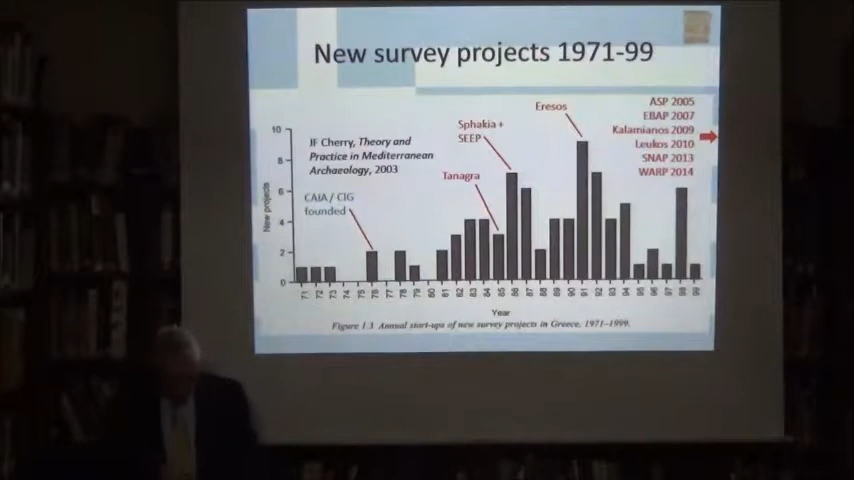 New survey projects 1971-99
JF Cherry, Theory and
Practice in Mediterranean
Archaeology, 2003
CAIA / CIG
founded
Tanagra
Sphakia +
SEEP
Eresos
ASP 2005
EBAP 2007
Kalamianos 2009
Leukos 2010
SNAP 2013
WARP 2014
New projects
10
8
6
4
2
0
71 72 73 74 75 76 77 78 79 80 81 82 83 84 85 86 87 88 89 90 91 92 93 94 95 96 97 98 99
Year
Figure 1.3 Annual start-ups of new survey projects in Greece, 1971–1999.